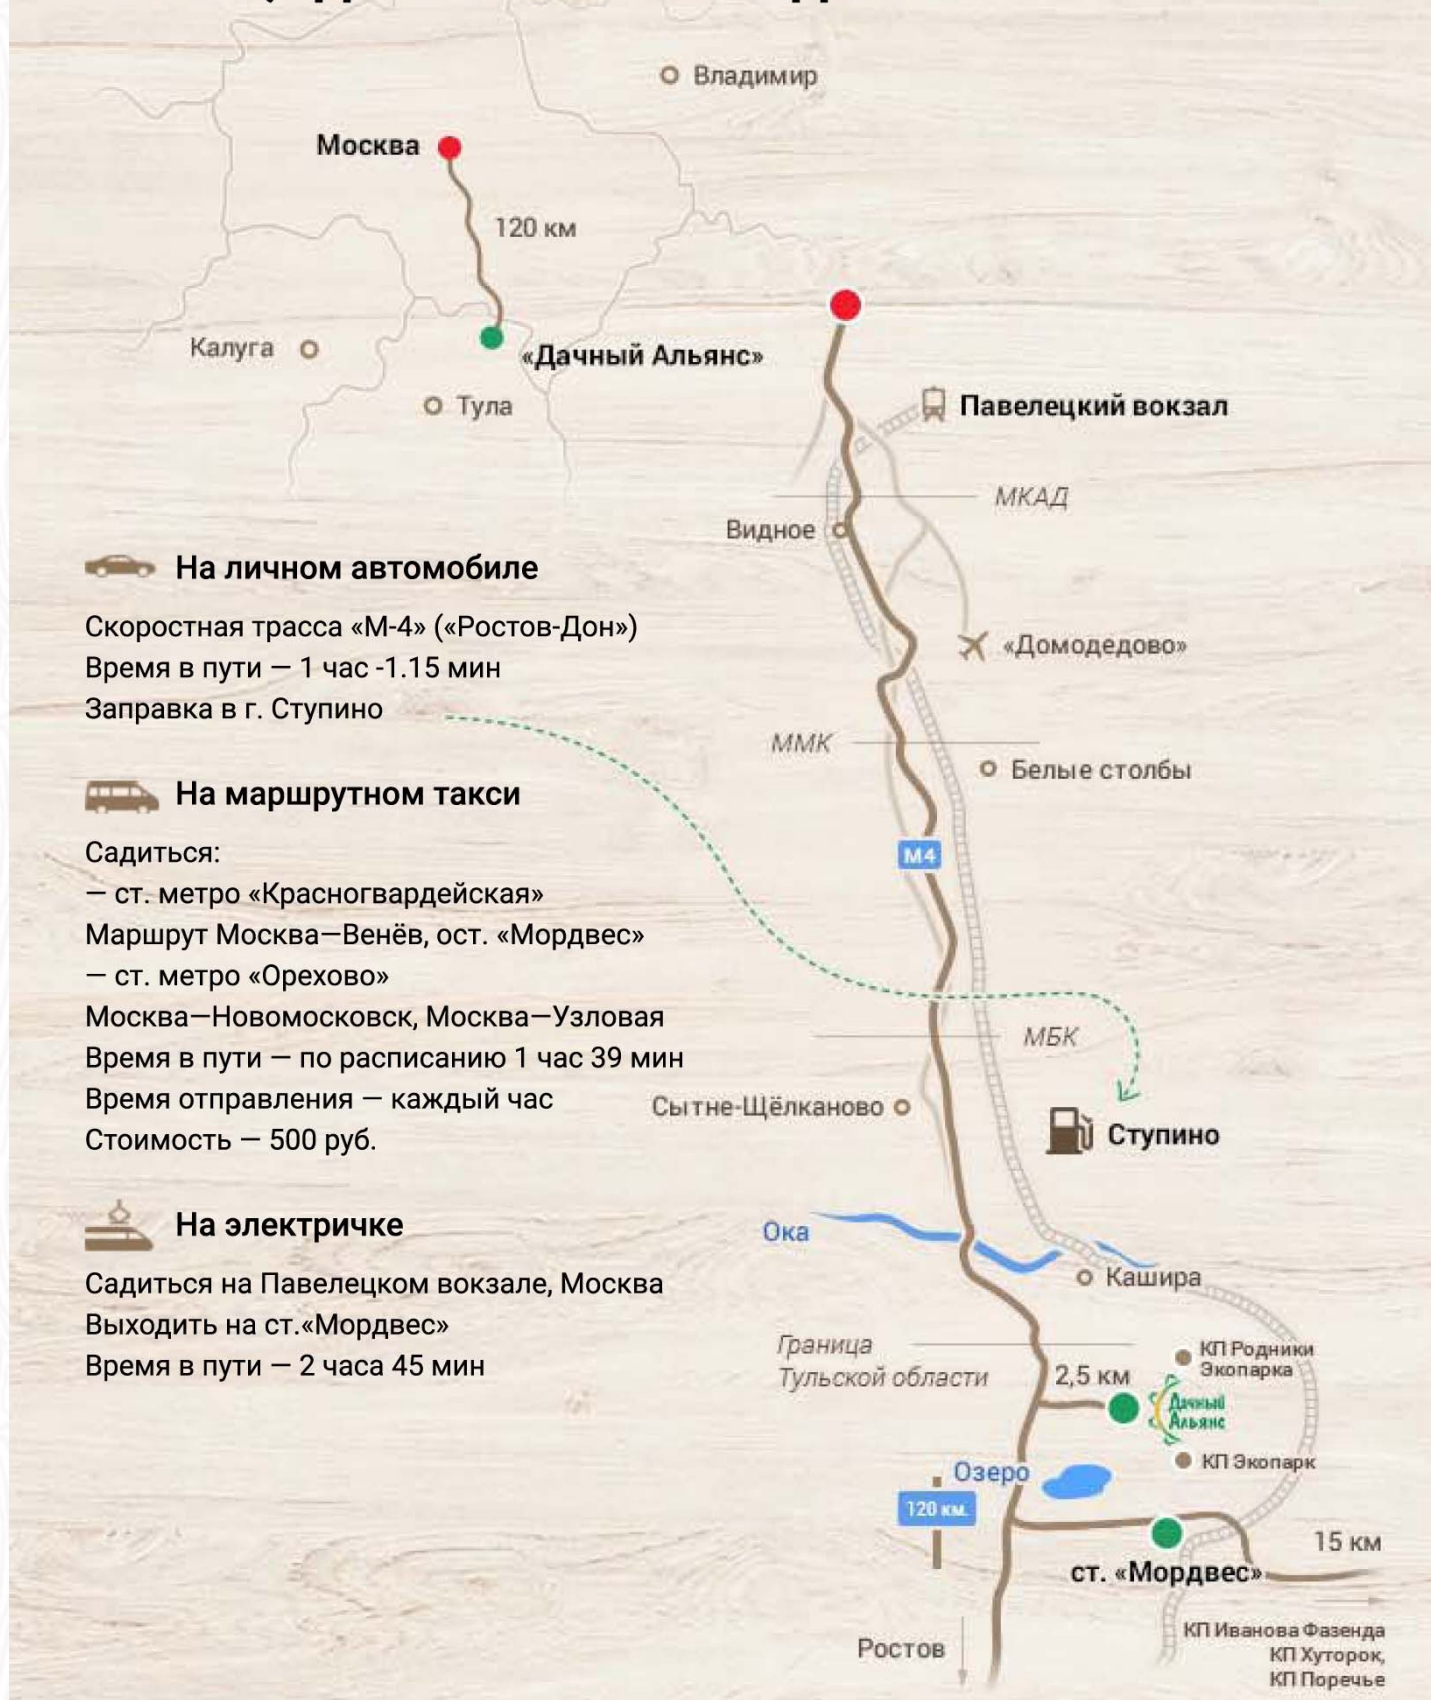 Владимир
Москва
120 км
Калуга
«Дачный Альянс»
Тула
Павелецкий вокзал
МКАД
Видное
На личном автомобиле
Скоростная трасса «М-4» («Ростов-Дон»)
Время в пути — 1 час -1.15 мин
Заправка в г. Ступино
«Домодедово»
ММК
Белые столбы
М4
На маршрутном такси
Садиться:
— ст. метро «Красногвардейская»
Маршрут Москва—Венёв, ост. «Мордвес»
— ст. метро «Орехово»
Москва—Новомосковск, Москва—Узловая
Время в пути — по расписанию 1 час 39 мин
Время отправления — каждый час
Стоимость — 500 руб.
МБК
Сытне-Щёлканово
Ступино
На электричке
Садиться на Павелецком вокзале, Москва
Выходить на ст.«Мордвес»
Время в пути — 2 часа 45 мин
Ока
Кашира
Граница
Тульской области
2,5 км
КП Родники
Экопарка
Дачный
Альянс
КП Экопарк
Озеро
120 км.
15 км
ст. «Мордвес»
Ростов
КП Иванова Фазенда
КП Хуторок,
КП Поречье